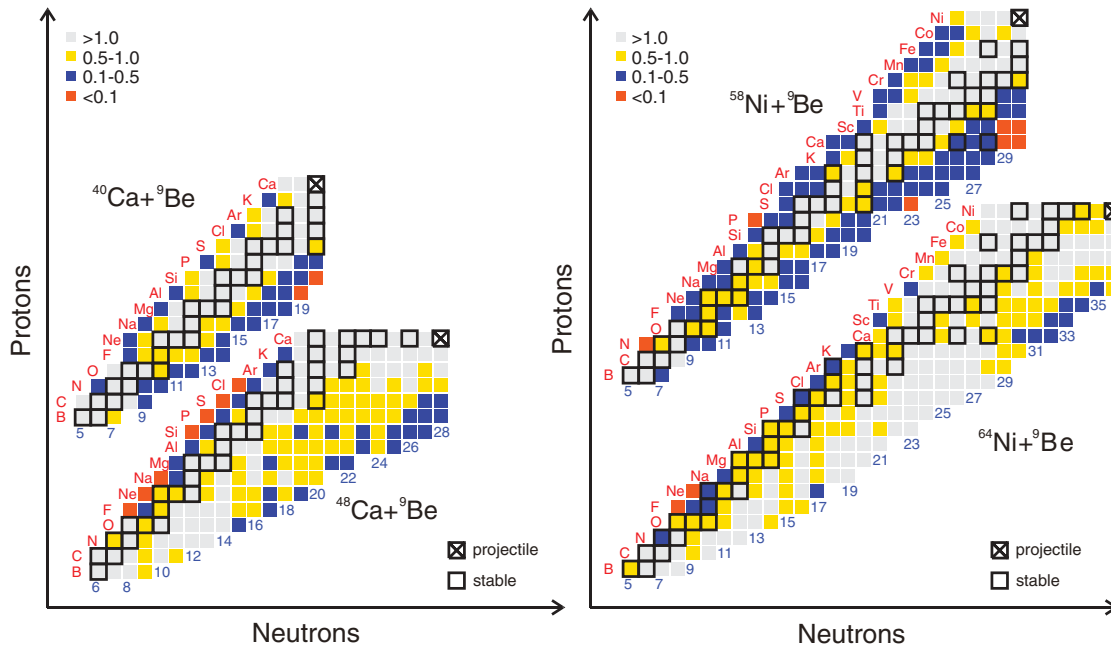 >1.0
0.5-1.0
0.1-0.5
<0.1
40Ca+9Be
Ca
K
Ar
Cl
S
P
Si
Al
Mg
Na
Ne
F
O
N
C
B
5
7
9
11
13
15
17
19
48Ca+9Be
Ca
K
Ar
Cl
S
P
Si
Al
Mg
Na
Ne
F
O
N
C
B
6
8
10
12
14
16
18
20
22
24
26
28
projectile
stable
Protons
Neutrons
>1.0
0.5-1.0
0.1-0.5
<0.1
58Ni+9Be
Ni
Co
Fe
Mn
Cr
V
Ti
Sc
Ca
K
Ar
Cl
S
P
Si
Al
Mg
Na
Ne
F
O
N
C
B
5
7
9
11
13
15
17
19
21
23
25
27
29
64Ni+9Be
Ni
Co
Fe
Mn
Cr
V
Ti
Sc
Ca
K
Ar
Cl
S
P
Si
Al
Mg
Na
Ne
F
O
N
C
B
5
7
9
11
13
15
17
19
21
23
25
27
29
31
33
35
projectile
stable
Protons
Neutrons